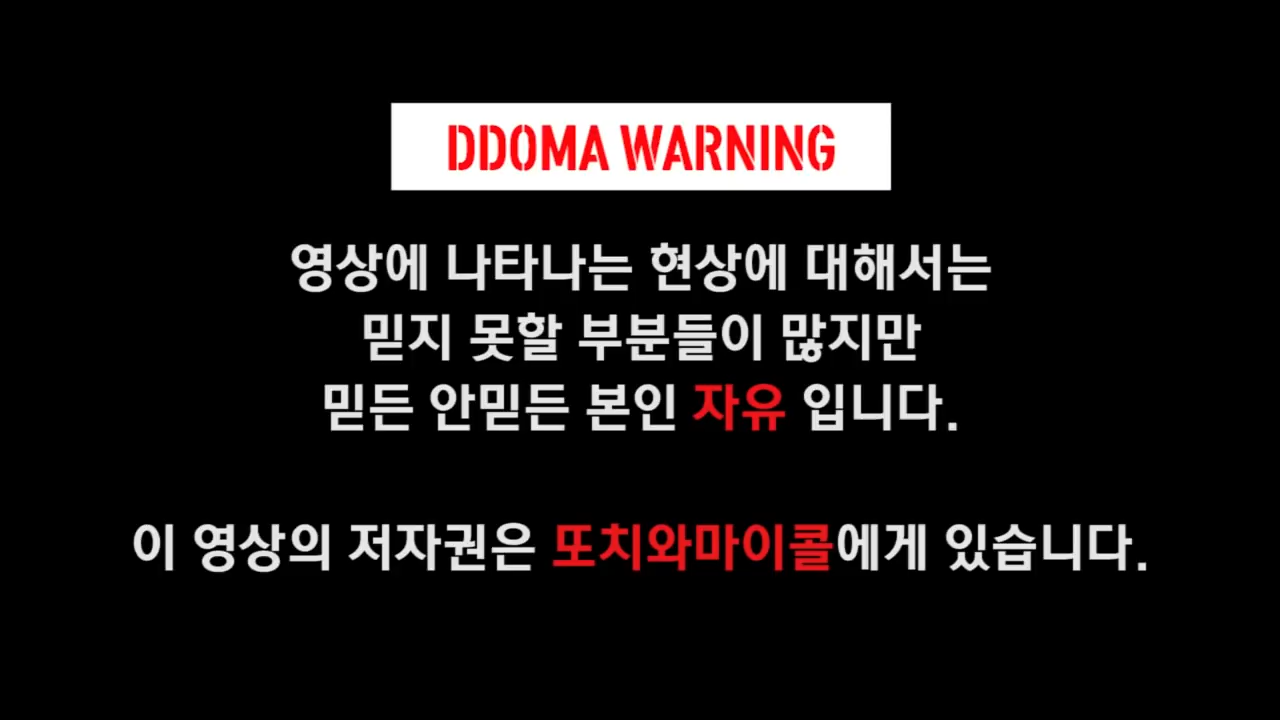 DDOMA WARNING
영상에 나타나는 현상에 대해서는
믿지 못할 부분들이 많지만
믿든 안믿든 본인 자유 입니다.
이 영상의 저자권은 또치와마이콜에게 있습니다.